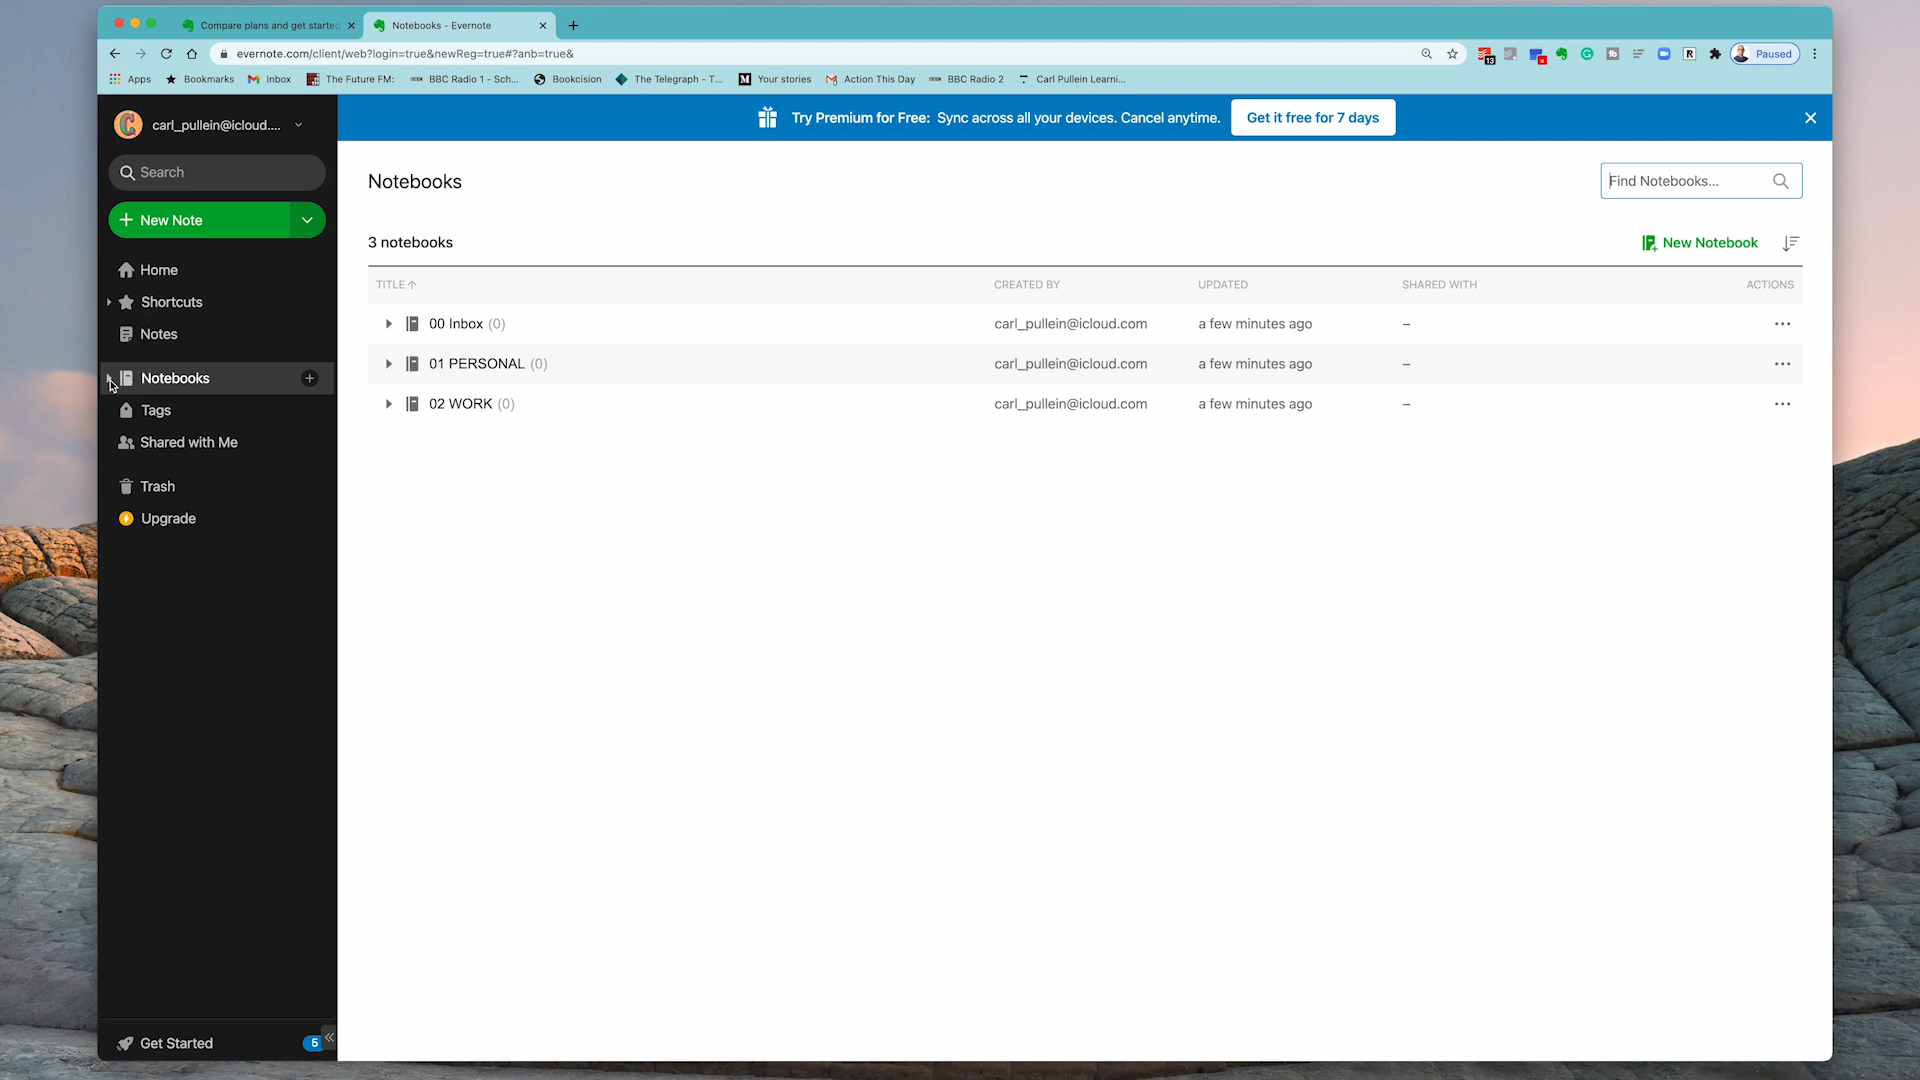 Compare plans and get started
Notebooks - Evernote
evernote.com/client/web?login=true&newReg=true#?anb=true&
13
Paused
Apps
Bookmarks
Inbox
The Future FM:
BBC Radio 1 - Sch...
Bookcision
The Telegraph - T...
Your stories
Action This Day
BBC Radio 2
Carl Pullein Learni...
carl_pullein@icloud....
Try Premium for Free: Sync across all your devices. Cancel anytime.
Get it free for 7 days
Search
Notebooks
Find Notebooks...
New Note
3 notebooks
New Notebook
Home
TITLE
CREATED BY
UPDATED
SHARED WITH
ACTIONS
Shortcuts
00 Inbox (0)
carl_pullein@icloud.com
a few minutes ago
–
Notes
01 PERSONAL (0)
carl_pullein@icloud.com
a few minutes ago
–
Notebooks
02 WORK (0)
carl_pullein@icloud.com
a few minutes ago
–
Tags
Shared with Me
Trash
Upgrade
Get Started
5